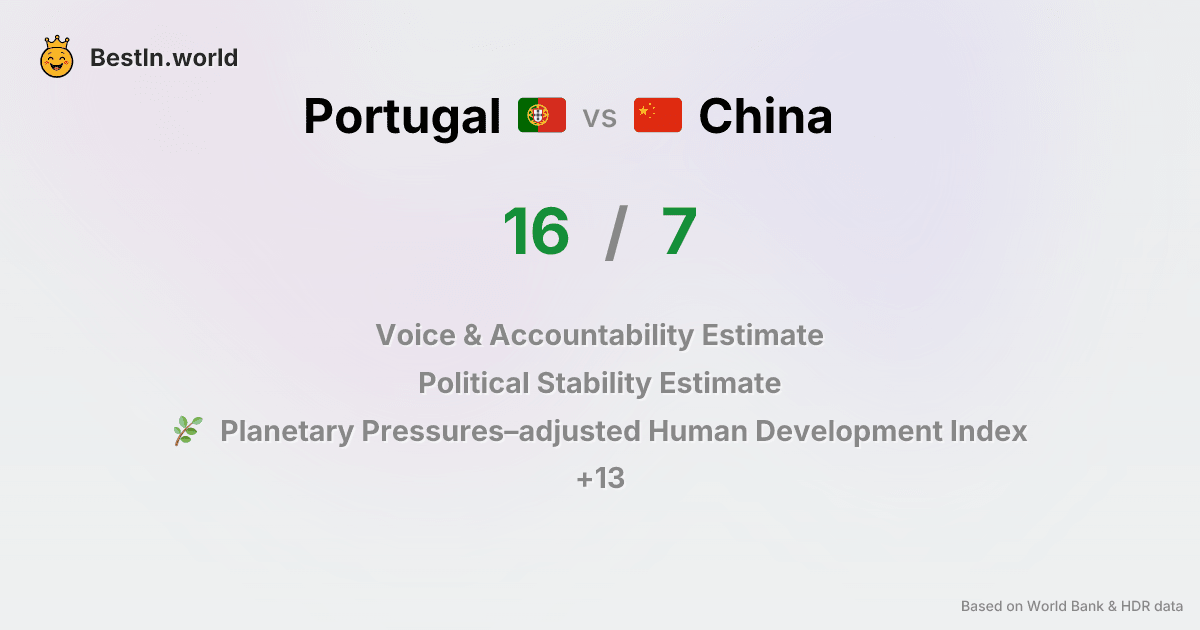 BestIn.world
Portugal vs China
16 / 7
Voice & Accountability Estimate
Political Stability Estimate
Planetary Pressures–adjusted Human Development Index
+13
Based on World Bank & HDR data